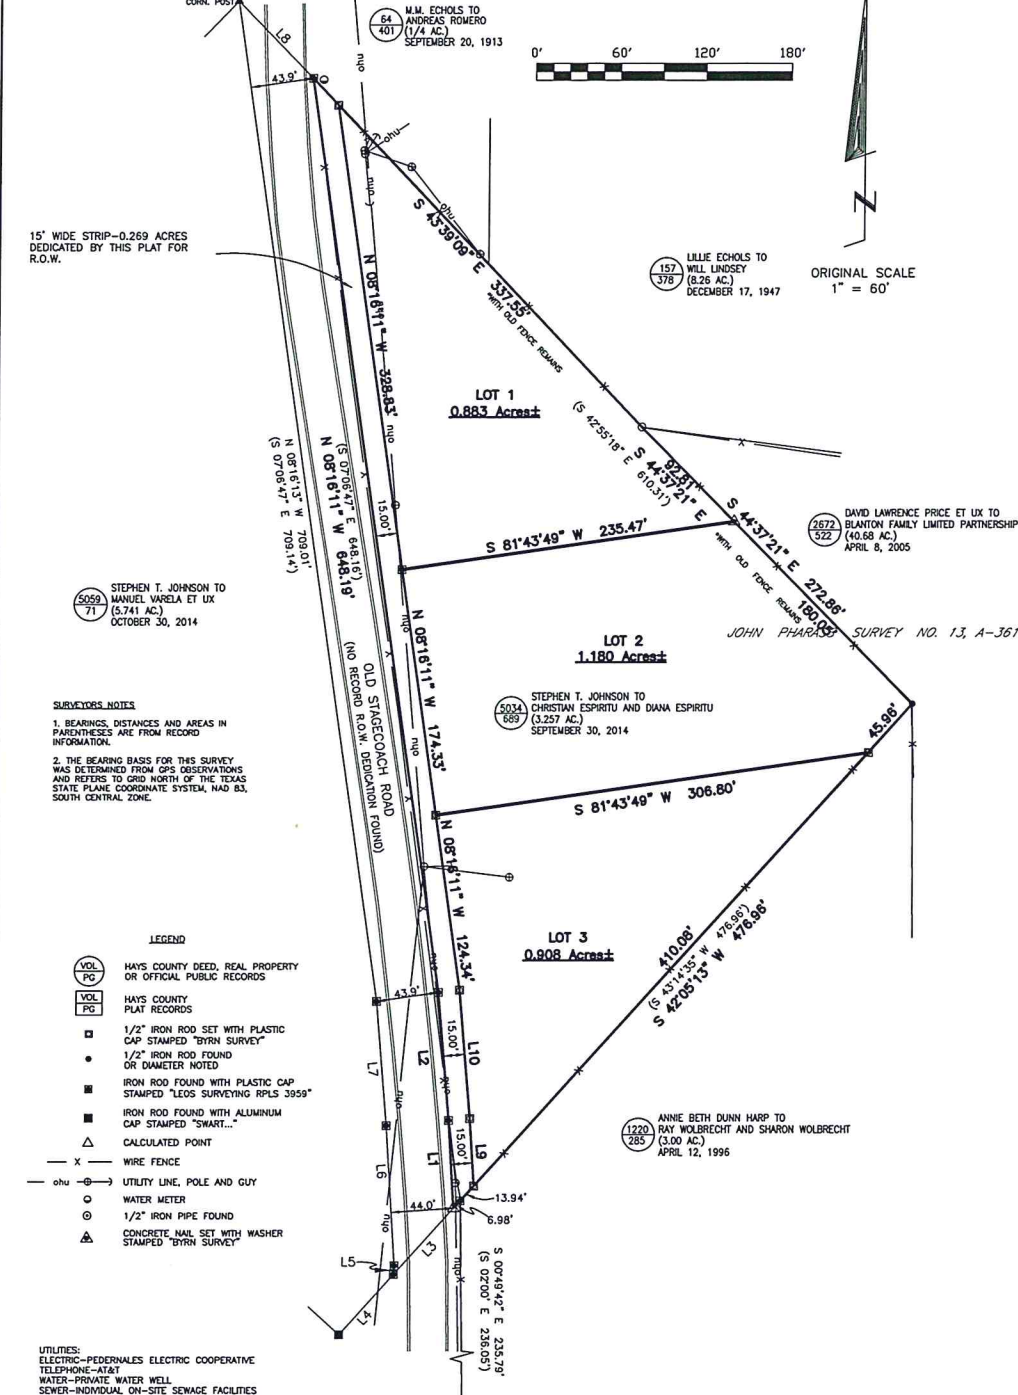 CORN. POST
L8
64
401
M.M. ECHOLS TO
ANDREAS ROMERO
(1/4 AC.)
SEPTEMBER 20, 1913
0' 60' 120' 180'
43.9'
ohu
ohu
ohu
ohu
N
15' WIDE STRIP-0.269 ACRES
DEDICATED BY THIS PLAT FOR
R.O.W.
S 43°39'09" E 337.55'
"WITH OLD FENCE REMAINS
157
378
LILLIE ECHOLS TO
WILL LINDSEY
(8.26 AC.)
DECEMBER 17, 1947
ORIGINAL SCALE
1" = 60'
N 08°16'11" W 328.83'
LOT 1
0.883 Acres±
(S 42°55'18" E 610.31')
S 44°37'21" E
92.81'
"WITH OLD FENCE REMAINS
S 44°37'21" E 272.86'
180.05'
N 08°16'13" W 709.01'
(S 07°06'47" E 709.14')
N 08°16'11" W 648.19'
(S 07°06'47" E 648.16')
ohu
15.00'
S 81°43'49" W 235.47'
2672
522
DAVID LAWRENCE PRICE ET UX TO
BLANTON FAMILY LIMITED PARTNERSHIP
(40.68 AC.)
APRIL 8, 2005
5059
71
STEPHEN T. JOHNSON TO
MANUEL VARELA ET UX
(5.741 AC.)
OCTOBER 30, 2014
ohu
LOT 2
1.180 Acres±
JOHN PHARASS SURVEY NO. 13, A-361
N 08°16'11" W 174.33'
OLD STAGECOACH ROAD
(NO RECORD R.O.W. DEDICATION FOUND)
5034
689
STEPHEN T. JOHNSON TO
CHRISTIAN ESPIRITU AND DIANA ESPIRITU
(3.257 AC.)
SEPTEMBER 30, 2014
ohu
45.96'
SURVEYORS NOTES
1. BEARINGS, DISTANCES AND AREAS IN
PARENTHESES ARE FROM RECORD
INFORMATION.
2. THE BEARING BASIS FOR THIS SURVEY
WAS DETERMINED FROM GPS OBSERVATIONS
AND REFERS TO GRID NORTH OF THE TEXAS
STATE PLANE COORDINATE SYSTEM, NAD 83,
SOUTH CENTRAL ZONE.
S 81°43'49" W 306.80'
N 08°16'11" W 124.34'
LOT 3
0.908 Acres±
410.08'
(S 43°14'35" W 476.96')
S 42°05'13" W 476.96'
LEGEND
VOL
PG
HAYS COUNTY DEED, REAL PROPERTY
OR OFFICIAL PUBLIC RECORDS
VOL
PG
HAYS COUNTY
PLAT RECORDS
1/2" IRON ROD SET WITH PLASTIC
CAP STAMPED "BYRN SURVEY"
1/2" IRON ROD FOUND
OR DIAMETER NOTED
IRON ROD FOUND WITH PLASTIC CAP
STAMPED "LEOS SURVEYING RPLS 3959"
IRON ROD FOUND WITH ALUMINUM
CAP STAMPED "SWART..."
CALCULATED POINT
X WIRE FENCE
ohu UTILITY LINE, POLE AND GUY
WATER METER
1/2" IRON PIPE FOUND
CONCRETE NAIL SET WITH WASHER
STAMPED "BYRN SURVEY"
43.9'
ohu
15.00'
L10
L2
L7
ohu
15.00'
L9
L1
L6
44.0'
ohu
13.94'
6.98'
L3
L5
L4
ohu
S 00°49'42" E 235.79'
(S 02°00' E 236.05')
1220
285
ANNIE BETH DUNN HARP TO
RAY WOLBRECHT AND SHARON WOLBRECHT
(3.00 AC.)
APRIL 12, 1996
UTILITIES:
ELECTRIC-PEDERNALES ELECTRIC COOPERATIVE
TELEPHONE-AT&T
WATER-PRIVATE WATER WELL
SEWER-INDIVIDUAL ON-SITE SEWAGE FACILITIES